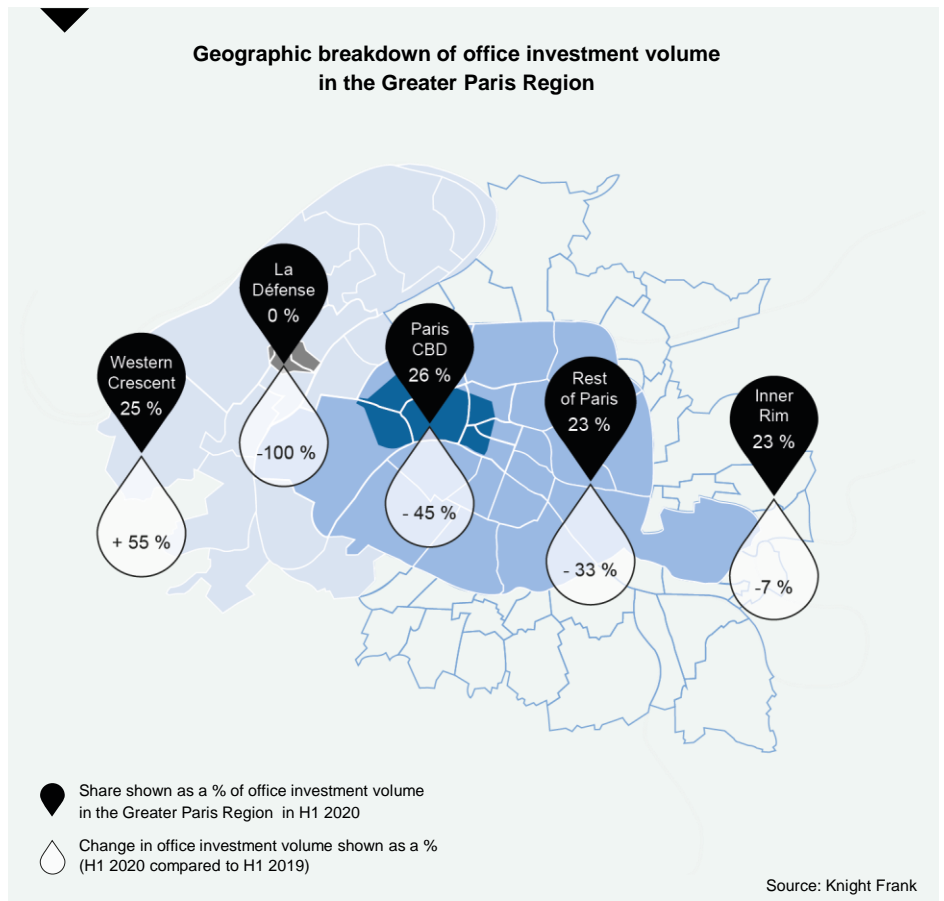 Geographic breakdown of office investment volume
in the Greater Paris Region
La
Défense
0 %
Western
Crescent
25 %
Paris
CBD
26 %
Rest
of Paris
23 %
Inner
Rim
23 %
-100 %
+ 55 %
- 45 %
- 33 %
-7 %
Share shown as a % of office investment volume
in the Greater Paris Region in H1 2020
Change in office investment volume shown as a %
(H1 2020 compared to H1 2019)
Source: Knight Frank